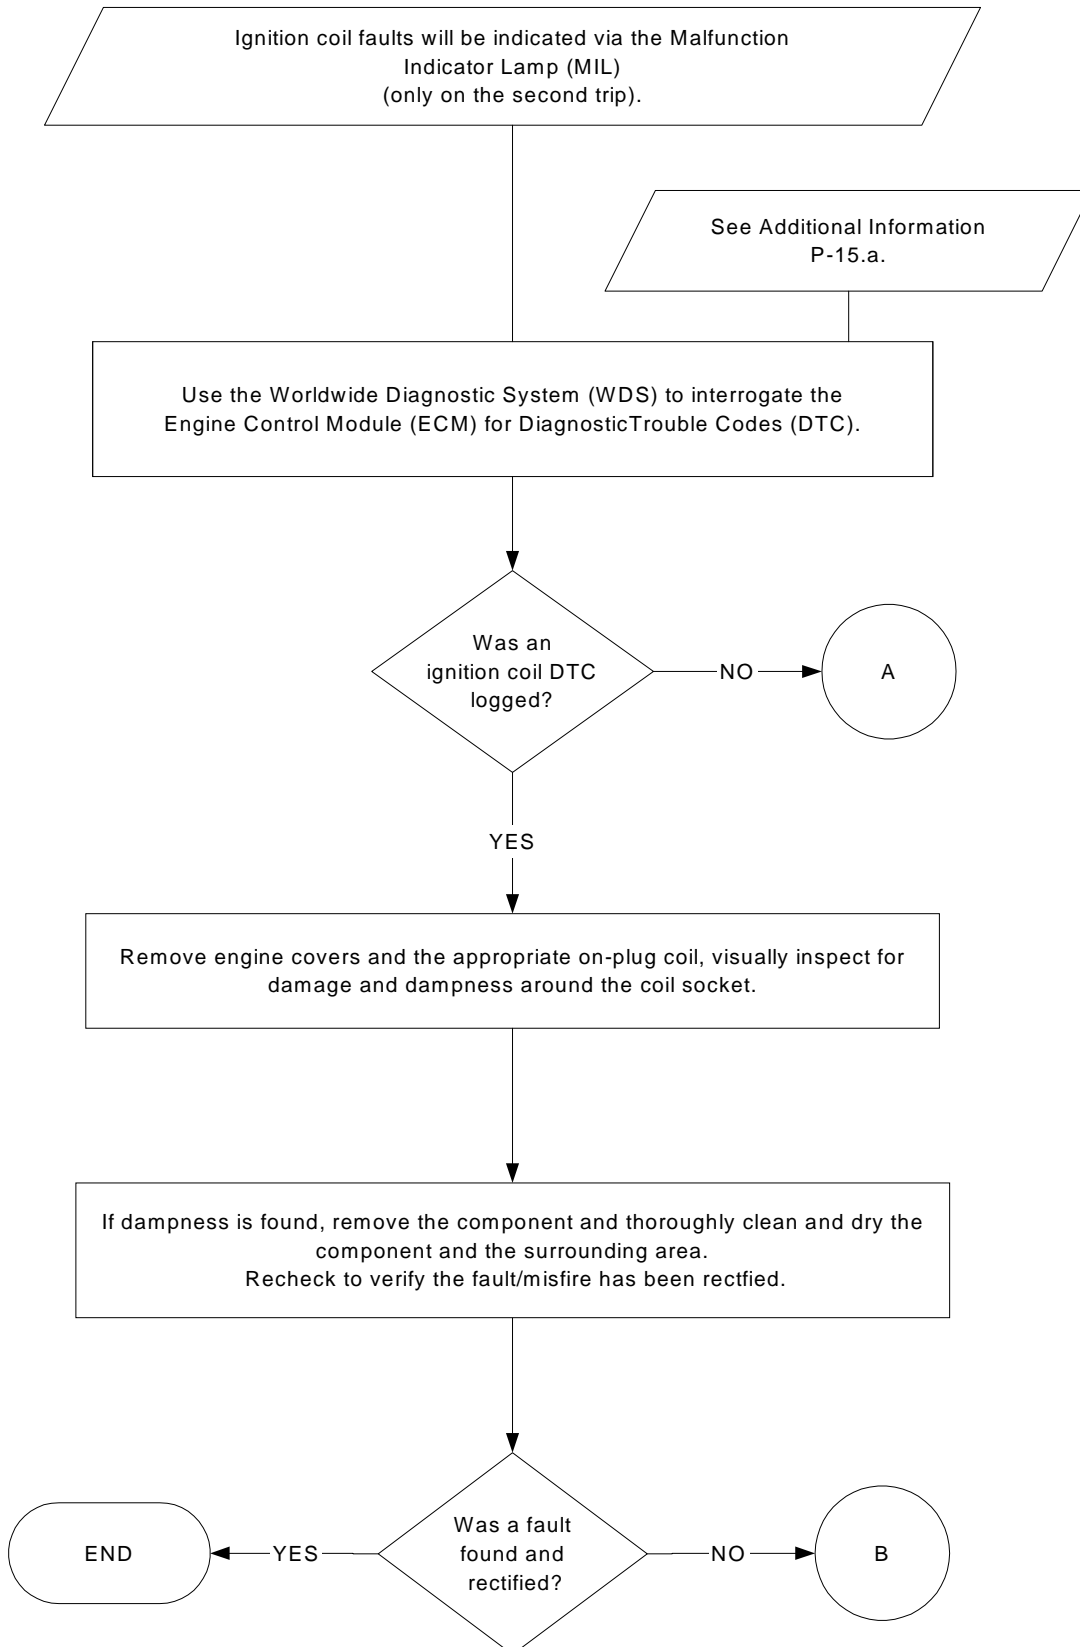 Ignition coil faults will be indicated via the Malfunction
Indicator Lamp (MIL)
(only on the second trip).
See Additional Information
P-15.a.
Use the Worldwide Diagnostic System (WDS) to interrogate the
Engine Control Module (ECM) for DiagnosticTrouble Codes (DTC).
Was an
ignition coil DTC
logged?
NO
A
YES
Remove engine covers and the appropriate on-plug coil, visually inspect for
damage and dampness around the coil socket.
If dampness is found, remove the component and thoroughly clean and dry the
component and the surrounding area.
Recheck to verify the fault/misfire has been rectfied.
Was a fault
found and
rectified?
YES
END
NO
B